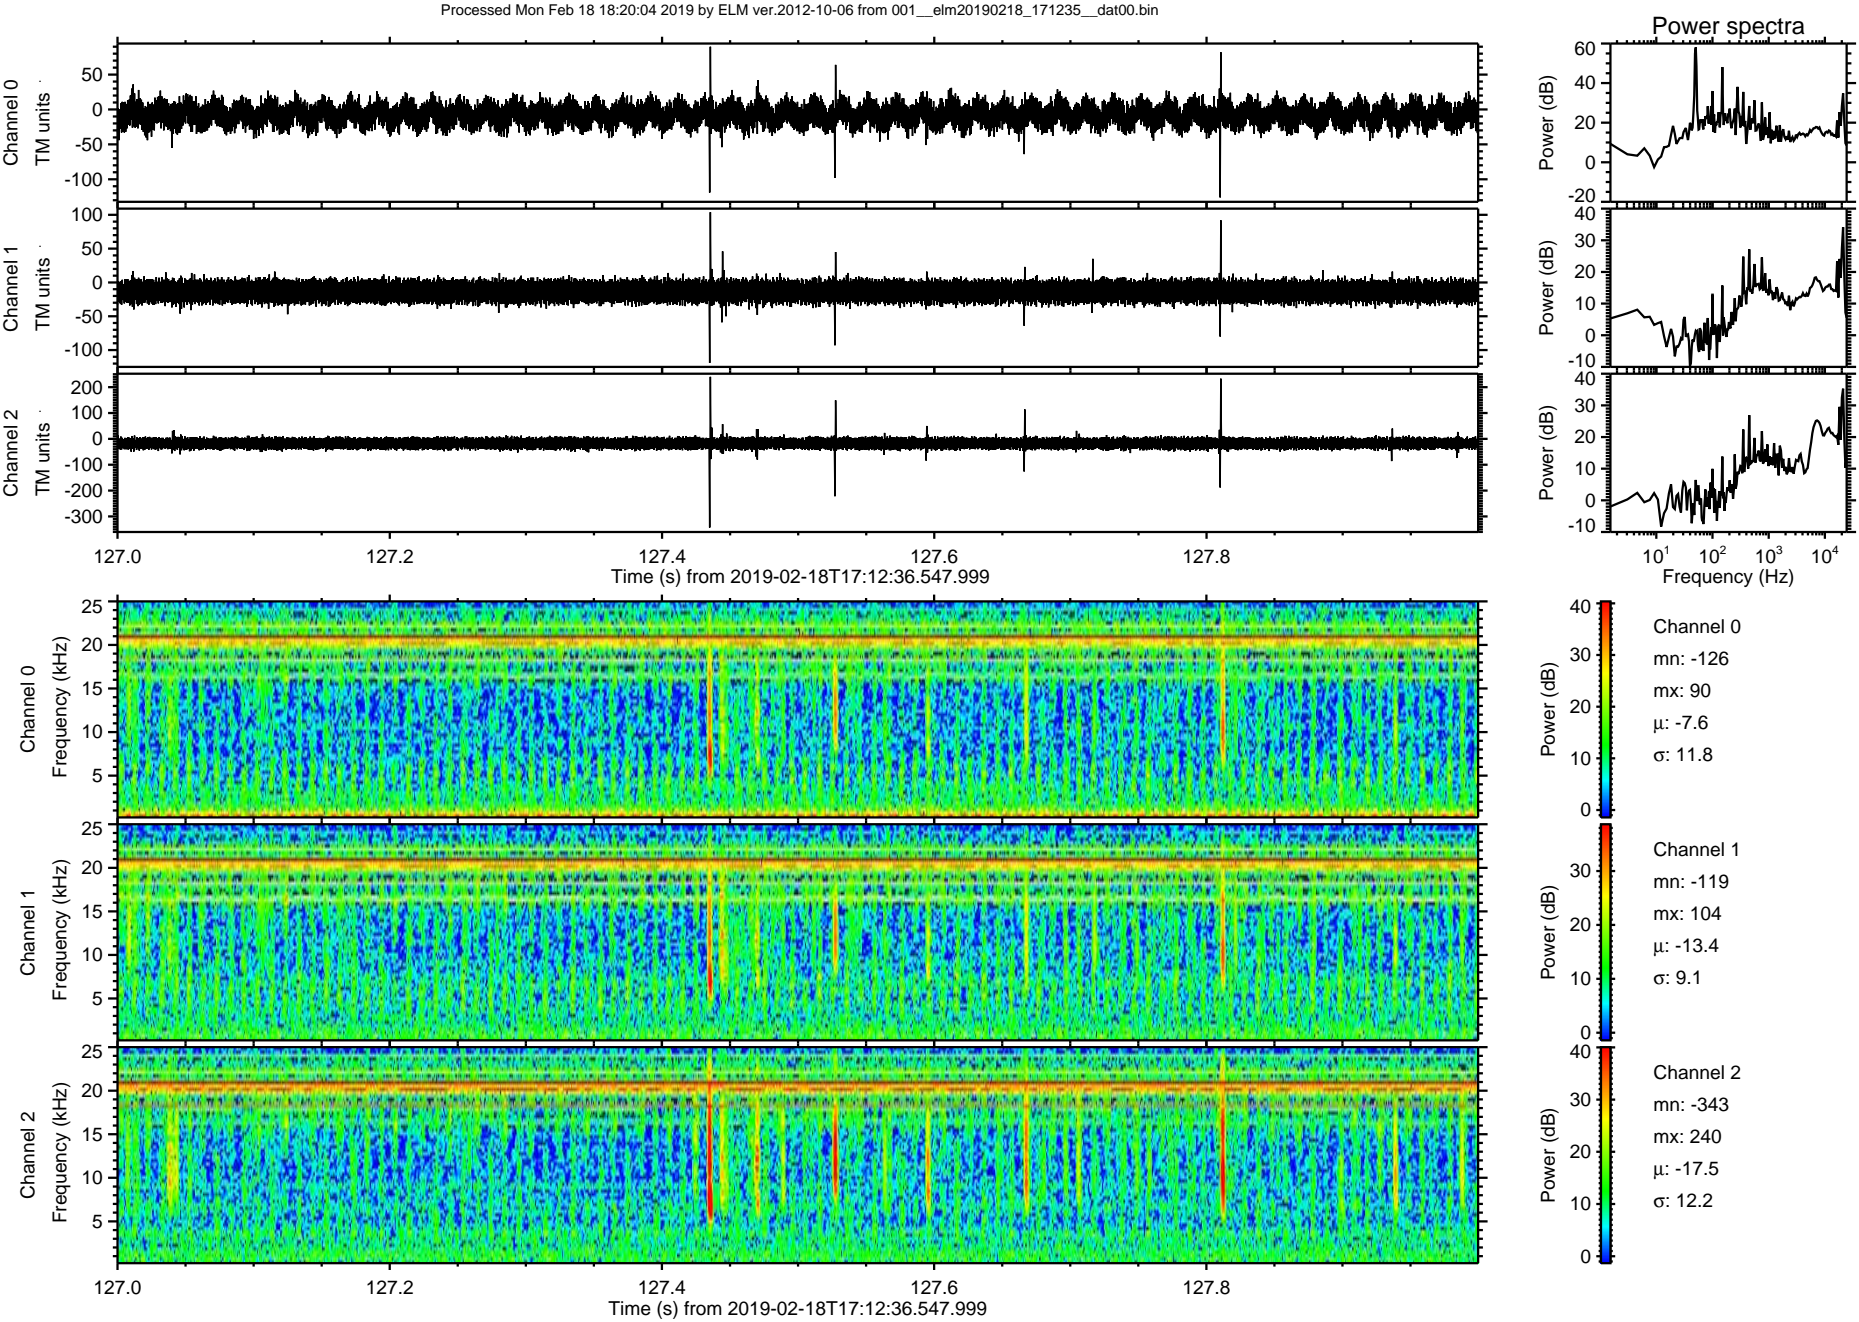 Processed Mon Feb 18 18:20:04 2019 by ELM ver.2012-10-06 from 001__elm20190218_171235__dat00.bin
Power spectra
Channel 0
TM units
50
0
-50
-100
Power (dB)
60
40
20
0
-20
Channel 1
TM units
100
50
0
-50
-100
Power (dB)
40
30
20
10
0
-10
Channel 2
TM units
200
100
0
-100
-200
-300
Power (dB)
40
30
20
10
0
-10
127.0 127.2 127.4 127.6 127.8
Time (s) from 2019-02-18T17:12:36.547.999
10¹ 10² 10³ 10⁴
Frequency (Hz)
Channel 0
Frequency (kHz)
25
20
15
10
5
Power (dB)
40
30
20
10
0
Channel 0
mn: -126
mx: 90
μ: -7.6
σ: 11.8
Channel 1
Frequency (kHz)
25
20
15
10
5
Power (dB)
30
20
10
0
Channel 1
mn: -119
mx: 104
μ: -13.4
σ: 9.1
Channel 2
Frequency (kHz)
25
20
15
10
5
Power (dB)
40
30
20
10
0
Channel 2
mn: -343
mx: 240
μ: -17.5
σ: 12.2
127.0 127.2 127.4 127.6 127.8
Time (s) from 2019-02-18T17:12:36.547.999